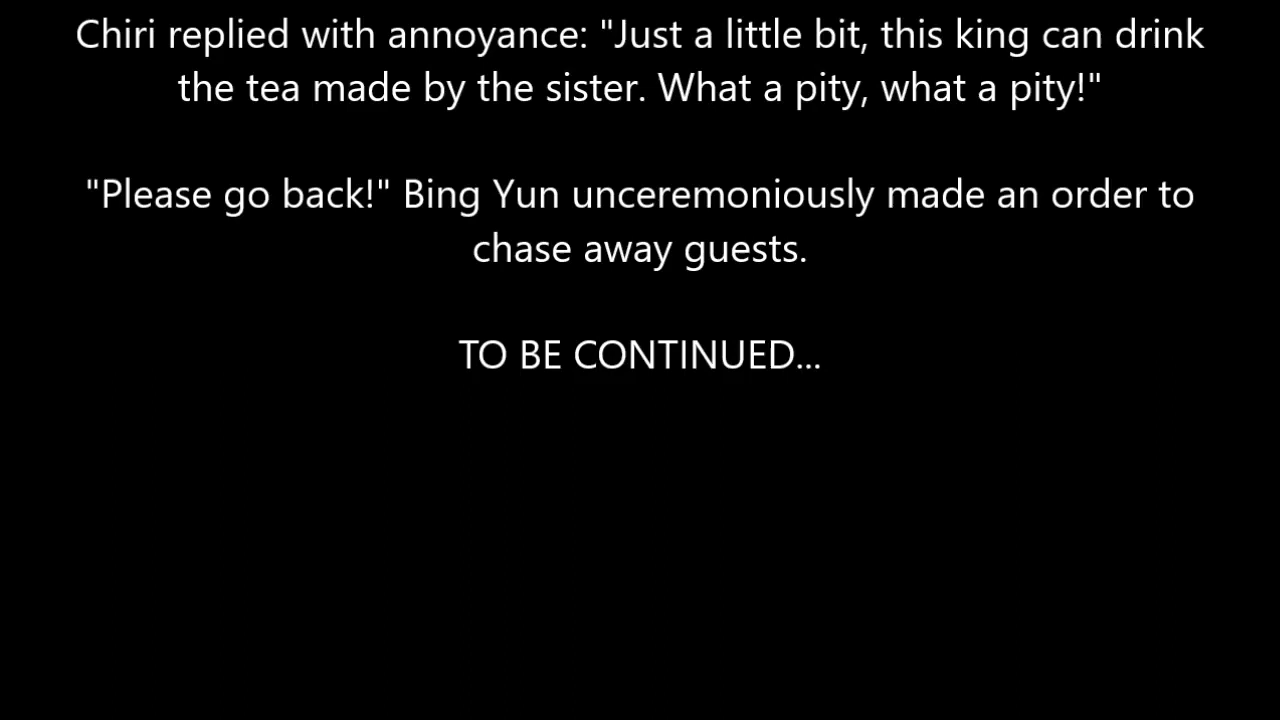 Chiri replied with annoyance: "Just a little bit, this king can drink
the tea made by the sister. What a pity, what a pity!"
"Please go back!" Bing Yun unceremoniously made an order to
chase away guests.
TO BE CONTINUED...